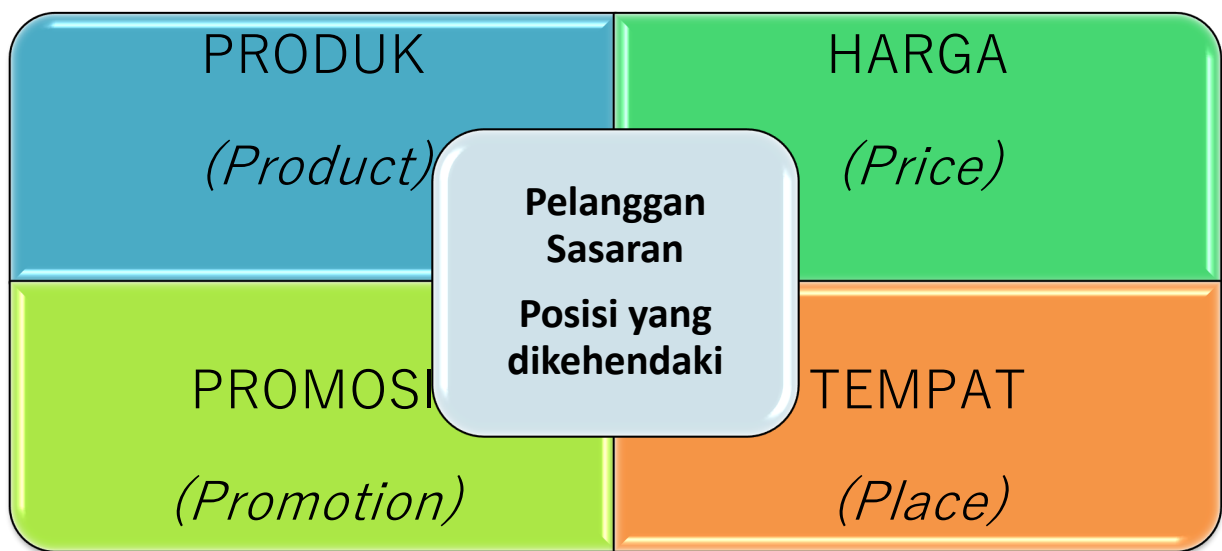 PRODUK
(Product)
HARGA
(Price)
Pelanggan
Sasaran
Posisi yang
dikehendaki
PROMOSI
(Promotion)
TEMPAT
(Place)